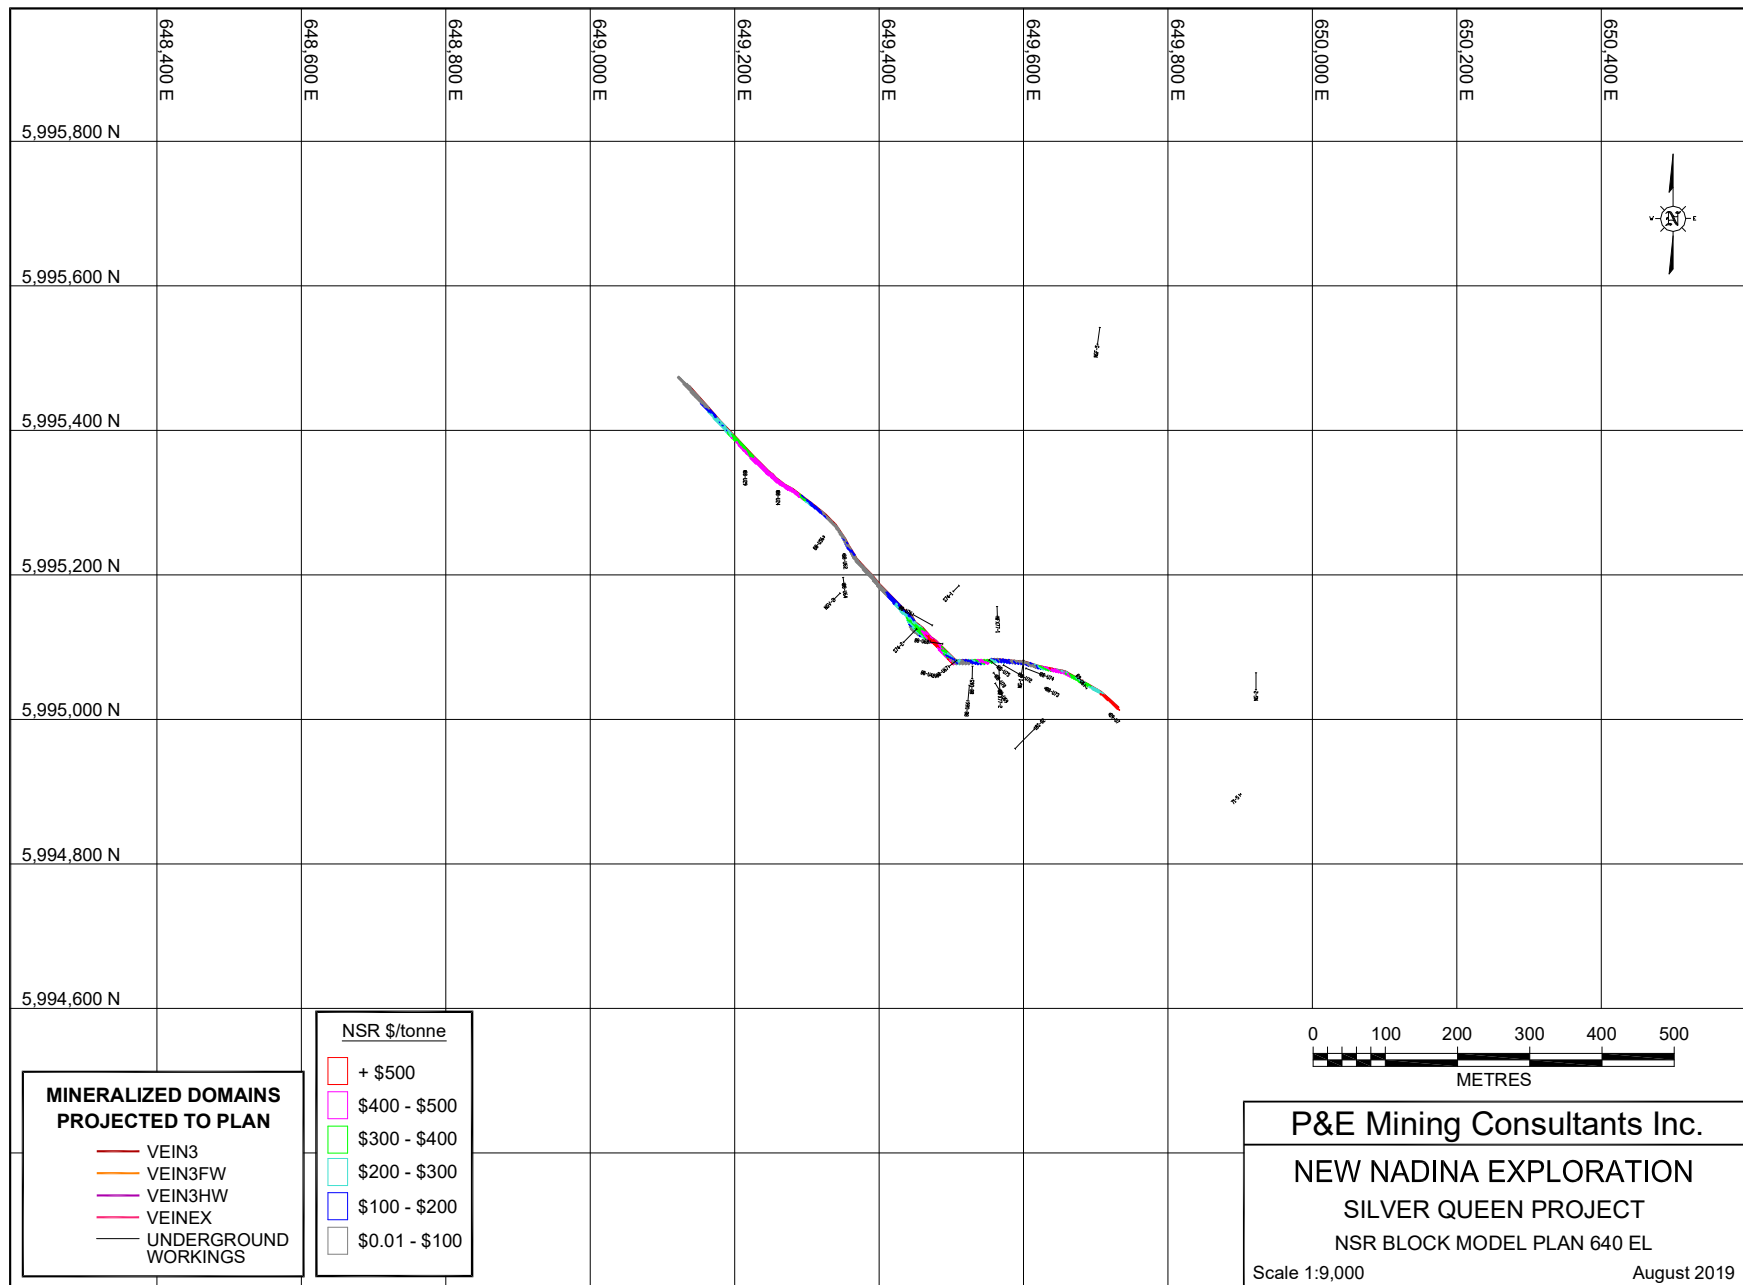 648,400 E
648,600 E
648,800 E
649,000 E
649,200 E
649,400 E
649,600 E
649,800 E
650,000 E
650,200 E
650,400 E
5,995,800 N
5,995,600 N
5,995,400 N
5,995,200 N
5,995,000 N
5,994,800 N
5,994,600 N
W N E
MINERALIZED DOMAINS
PROJECTED TO PLAN
VEIN3
VEIN3FW
VEIN3HW
VEINEX
UNDERGROUND
WORKINGS
NSR $/tonne
+ $500
$400 - $500
$300 - $400
$200 - $300
$100 - $200
$0.01 - $100
0 100 200 300 400 500
METRES
P&E Mining Consultants Inc.
NEW NADINA EXPLORATION
SILVER QUEEN PROJECT
NSR BLOCK MODEL PLAN 640 EL
Scale 1:9,000 August 2019